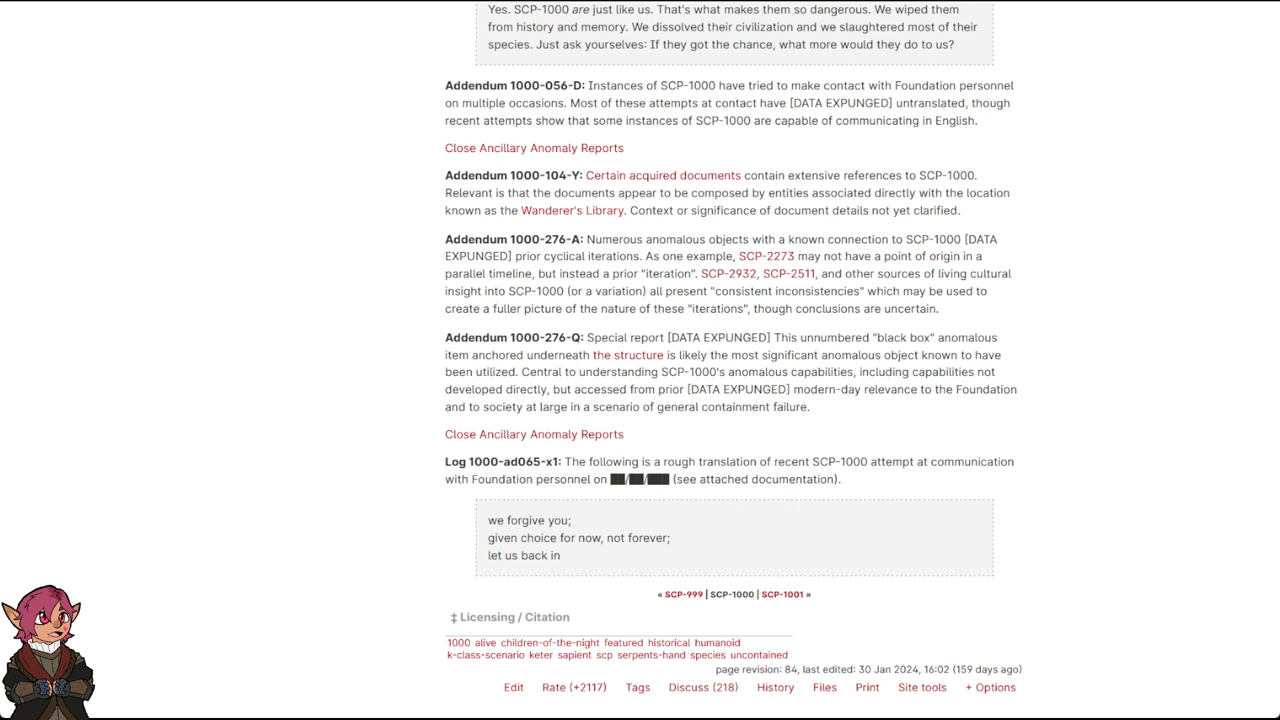 Yes. SCP-1000 are just like us. That's what makes them so dangerous. We wiped them
from history and memory. We dissolved their civilization and we slaughtered most of their
species. Just ask yourselves: If they got the chance, what more would they do to us?
Addendum 1000-056-D: Instances of SCP-1000 have tried to make contact with Foundation personnel
on multiple occasions. Most of these attempts at contact have [DATA EXPUNGED] untranslated, though
recent attempts show that some instances of SCP-1000 are capable of communicating in English.
Close Ancillary Anomaly Reports
Addendum 1000-104-Y: Certain acquired documents contain extensive references to SCP-1000.
Relevant is that the documents appear to be composed by entities associated directly with the location
known as the Wanderer's Library. Context or significance of document details not yet clarified.
Addendum 1000-276-A: Numerous anomalous objects with a known connection to SCP-1000 [DATA
EXPUNGED] prior cyclical iterations. As one example, SCP-2273 may not have a point of origin in a
parallel timeline, but instead a prior "iteration". SCP-2932, SCP-2511, and other sources of living cultural
insight into SCP-1000 (or a variation) all present "consistent inconsistencies" which may be used to
create a fuller picture of the nature of these "iterations", though conclusions are uncertain.
Addendum 1000-276-Q: Special report [DATA EXPUNGED] This unnumbered "black box" anomalous
item anchored underneath the structure is likely the most significant anomalous object known to have
been utilized. Central to understanding SCP-1000's anomalous capabilities, including capabilities not
developed directly, but accessed from prior [DATA EXPUNGED] modern-day relevance to the Foundation
and to society at large in a scenario of general containment failure.
Close Ancillary Anomaly Reports
Log 1000-ad065-x1: The following is a rough translation of recent SCP-1000 attempt at communication
with Foundation personnel on ██/██/███ (see attached documentation).
we forgive you;
given choice for now, not forever;
let us back in
« SCP-999 | SCP-1000 | SCP-1001 »
‡ Licensing / Citation
1000 alive children-of-the-night featured historical humanoid
k-class-scenario keter sapient scp serpents-hand species uncontained
page revision: 84, last edited: 30 Jan 2024, 16:02 (159 days ago)
Edit Rate (+2117) Tags Discuss (218) History Files Print Site tools + Options